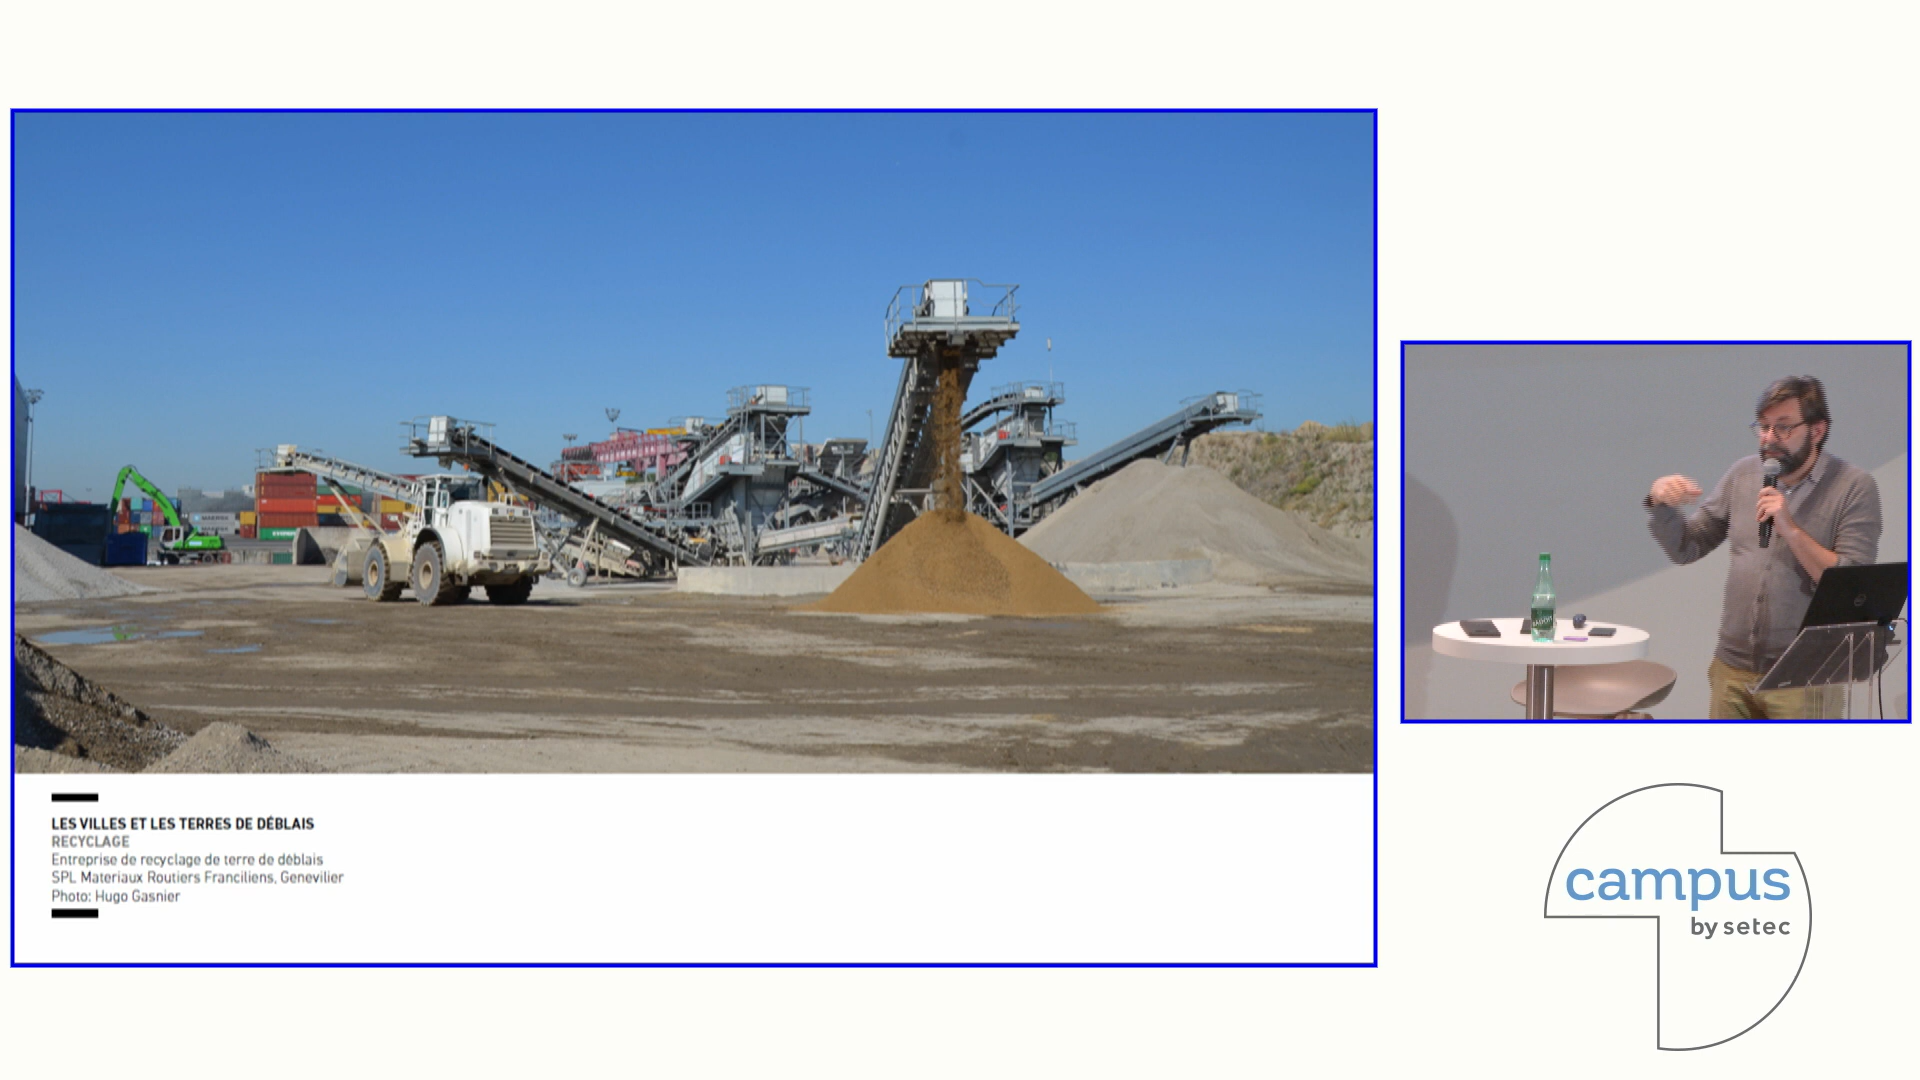 LES VILLES ET LES TERRES DE DÉBLAIS
RECYCLAGE
Entreprise de recyclage de terre de déblais
SPL Materiaux Routiers Franciliens, Genevilier
Photo: Hugo Gasnier
BADOIT
campus
by setec